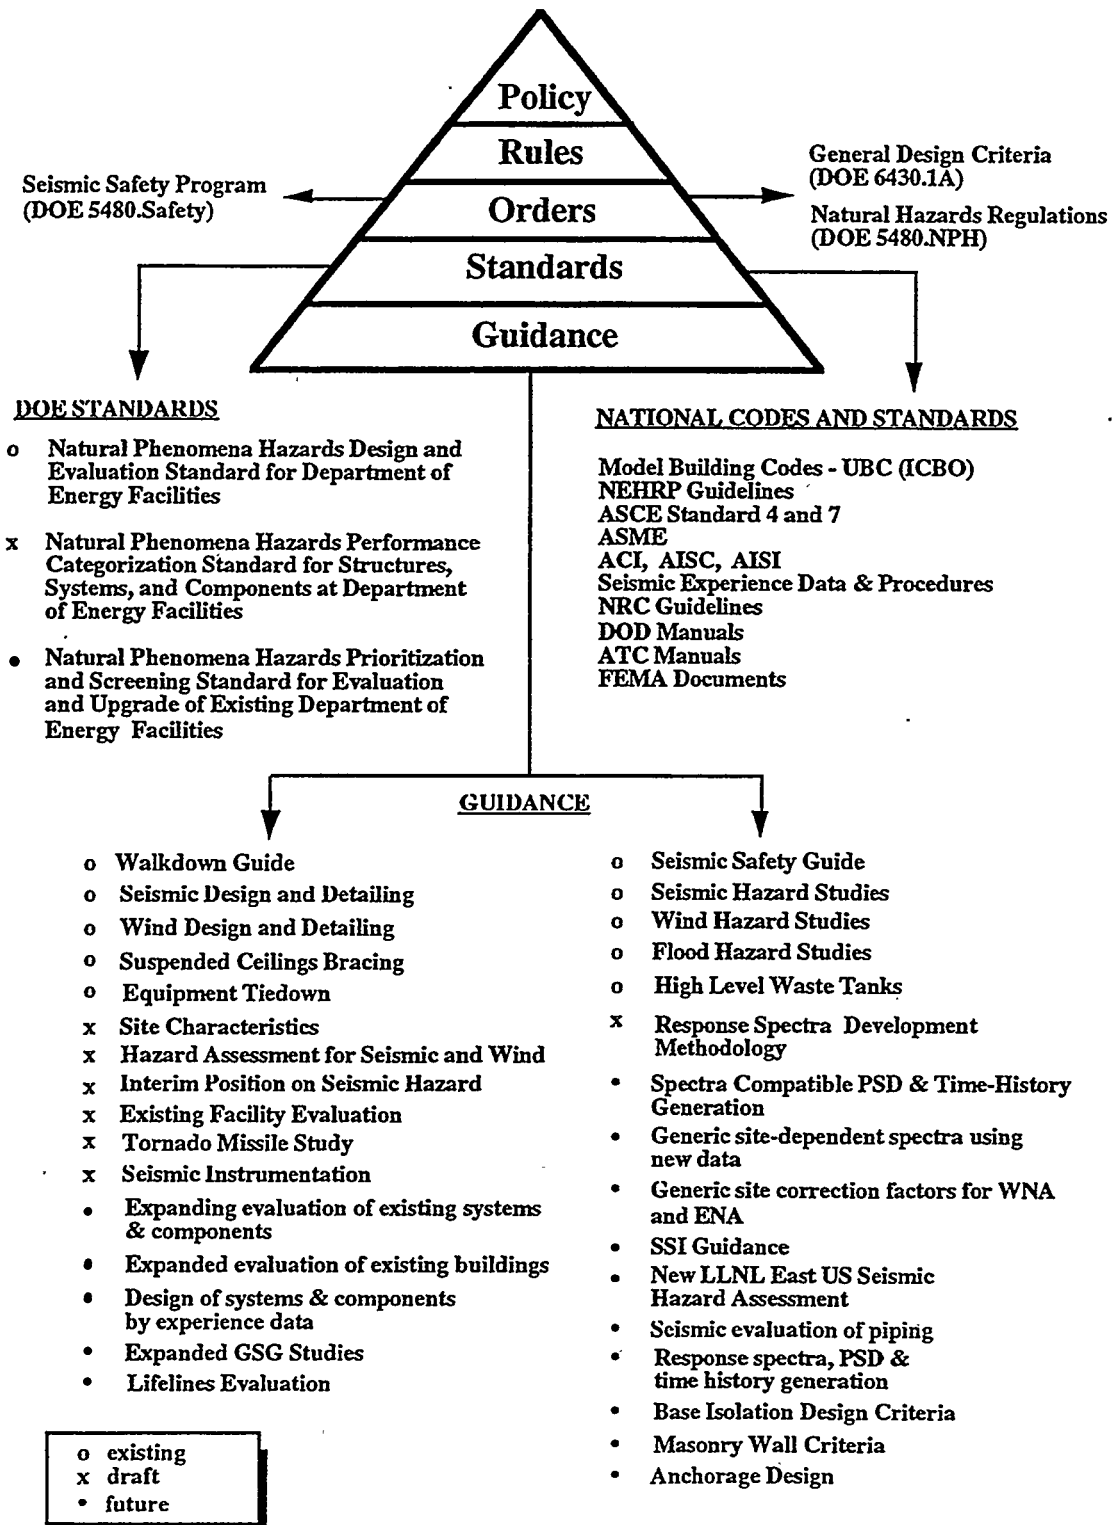 Policy
Rules
Orders
Standards
Guidance
Seismic Safety Program
(DOE 5480.Safety)
General Design Criteria
(DOE 6430.1A)
Natural Hazards Regulations
(DOE 5480.NPH)
DOE STANDARDS
o Natural Phenomena Hazards Design and
Evaluation Standard for Department of
Energy Facilities
x Natural Phenomena Hazards Performance
Categorization Standard for Structures,
Systems, and Components at Department
of Energy Facilities
• Natural Phenomena Hazards Prioritization
and Screening Standard for Evaluation
and Upgrade of Existing Department of
Energy Facilities
NATIONAL CODES AND STANDARDS
Model Building Codes - UBC (ICBO)
NEHRP Guidelines
ASCE Standard 4 and 7
ASME
ACI, AISC, AISI
Seismic Experience Data & Procedures
NRC Guidelines
DOD Manuals
ATC Manuals
FEMA Documents
GUIDANCE
o Walkdown Guide
o Seismic Design and Detailing
o Wind Design and Detailing
o Suspended Ceilings Bracing
o Equipment Tiedown
x Site Characteristics
x Hazard Assessment for Seismic and Wind
x Interim Position on Seismic Hazard
x Existing Facility Evaluation
x Tornado Missile Study
x Seismic Instrumentation
• Expanding evaluation of existing systems
& components
• Expanded evaluation of existing buildings
• Design of systems & components
by experience data
• Expanded GSG Studies
• Lifelines Evaluation
o Seismic Safety Guide
o Seismic Hazard Studies
o Wind Hazard Studies
o Flood Hazard Studies
o High Level Waste Tanks
x Response Spectra Development
Methodology
• Spectra Compatible PSD & Time-History
Generation
• Generic site-dependent spectra using
new data
• Generic site correction factors for WNA
and ENA
• SSI Guidance
• New LLNL East US Seismic
Hazard Assessment
• Seismic evaluation of piping
• Response spectra, PSD &
time history generation
• Base Isolation Design Criteria
• Masonry Wall Criteria
• Anchorage Design
o existing
x draft
• future